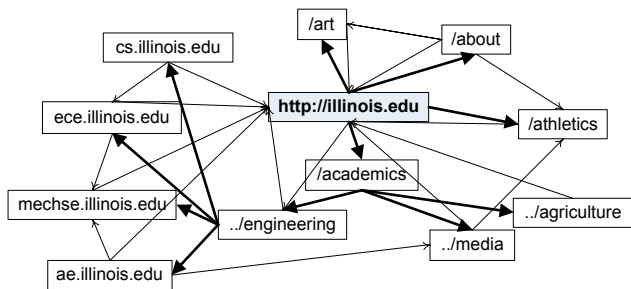 /art
/about
cs.illinois.edu
http://illinois.edu
ece.illinois.edu
/athletics
/academics
mechse.illinois.edu
../engineering
../agriculture
../media
ae.illinois.edu